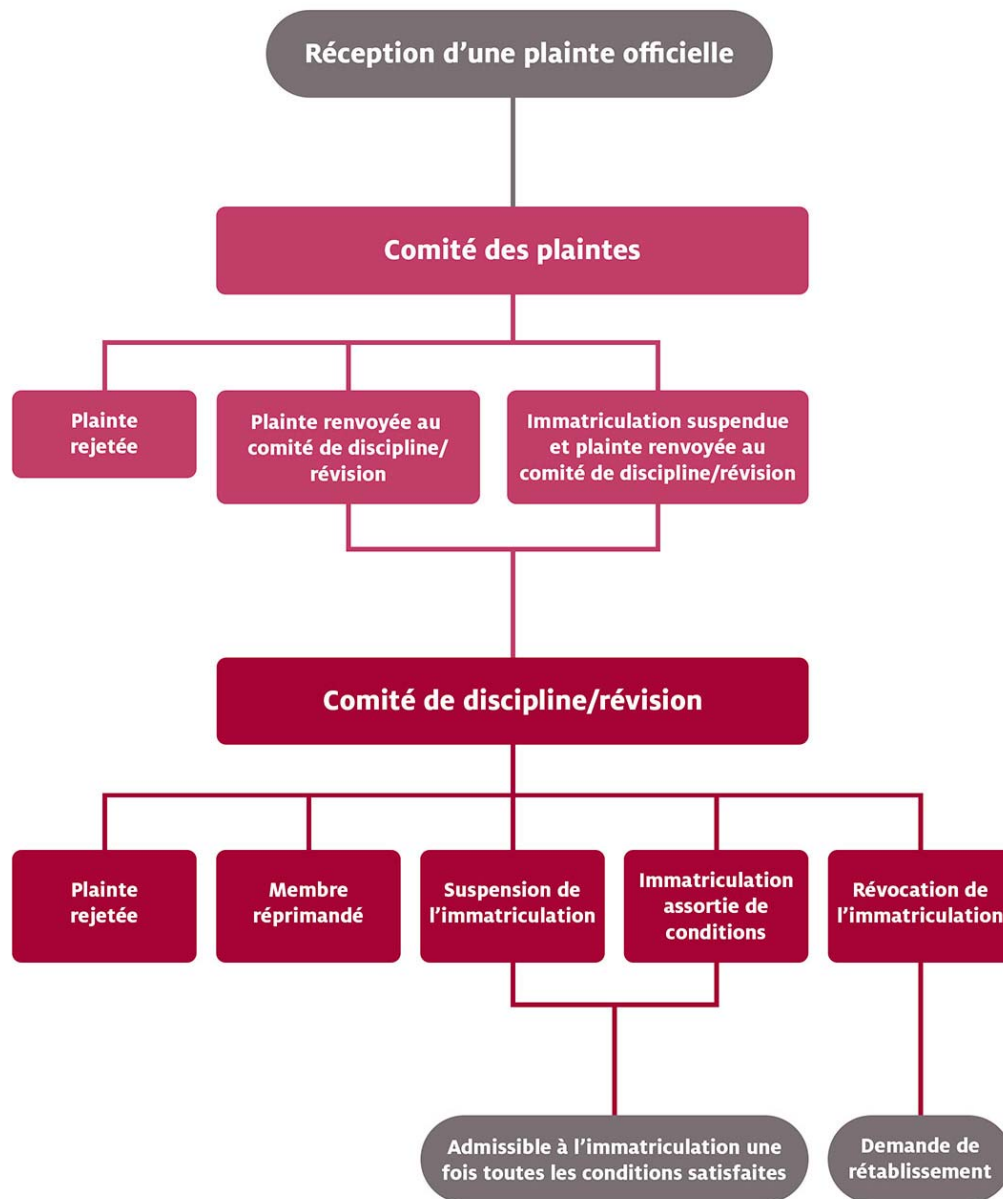 Réception d’une plainte officielle
Comité des plaintes
Plainte
rejetée
Plainte renvoyée au
comité de discipline/
révision
Immatriculation suspendue
et plainte renvoyée au
comité de discipline/révision
Comité de discipline/révision
Plainte
rejetée
Membre
réprimandé
Suspension de
l’immatriculation
Immatriculation
assortie de
conditions
Révocation de
l’immatriculation
Admissible à l’immatriculation une
fois toutes les conditions satisfaites
Demande de
rétablissement